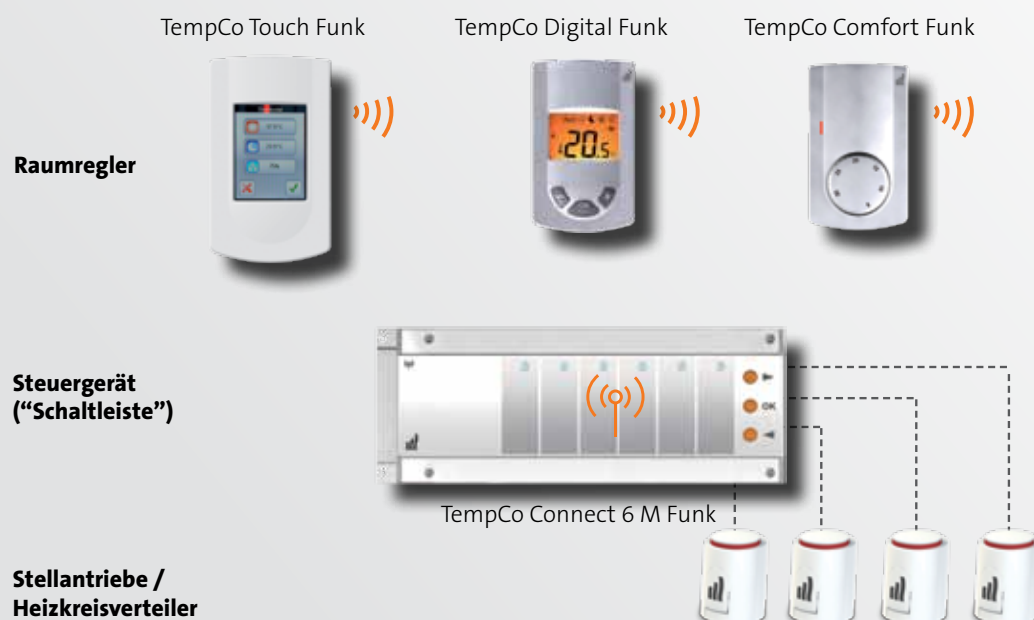 TempCo Touch Funk
TempCo Digital Funk
TempCo Comfort Funk
Raumregler
20.5
Steuergerät
(“Schaltleiste”)
OK
TempCo Connect 6 M Funk
Stellantriebe /
Heizkreisverteiler